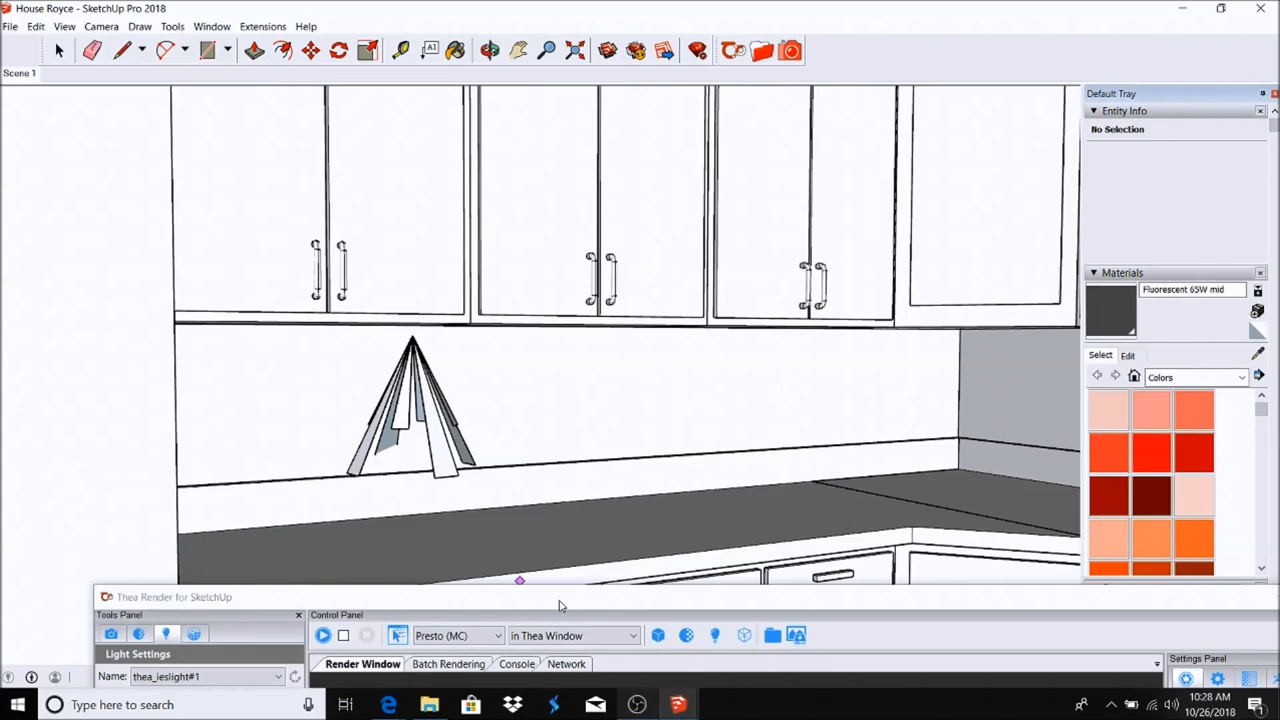 House Royce - SketchUp Pro 2018
File Edit View Camera Draw Tools Window Extensions Help
A1
Scene 1
Default Tray
Entity Info
No Selection
Materials
Fluorescent 65W mid
Select Edit
Colors
Thea Render for SketchUp
Tools Panel
Control Panel
Presto (MC)
in Thea Window
Light Settings
Render Window Batch Rendering Console Network
Settings Panel
thea_ieslight#1
Type here to search
10:28 AM
10/26/2018